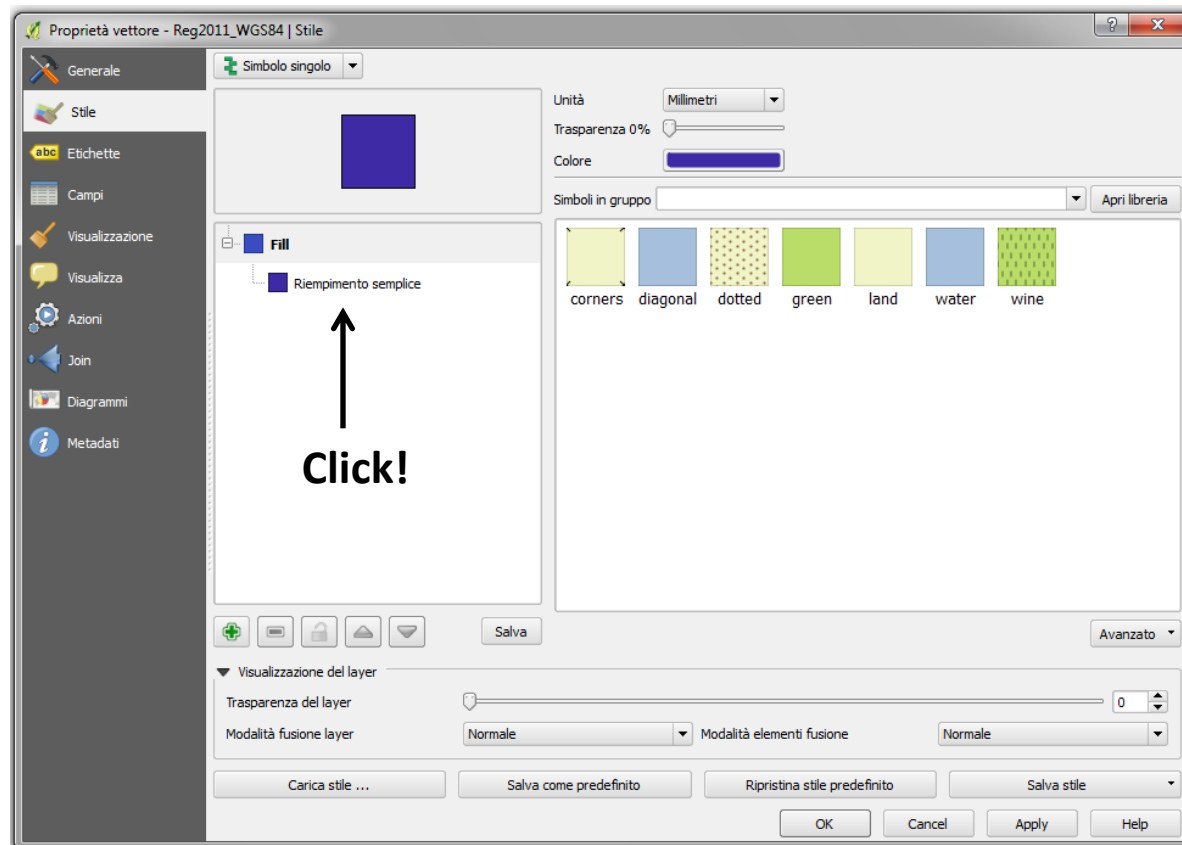 Proprietà vettore - Reg2011_WGS84 | Stile
Generale
Stile
abc Etichette
Campi
Visualizzazione
Visualizza
Azioni
Join
Diagrammi
Metadati
Simbolo singolo
Unità Millimetri
Trasparenza 0%
Colore
Simboli in gruppo Apri libreria
Fill
Riempimento semplice
Click!
corners diagonal dotted green land water wine
Salva
Avanzato
Visualizzazione del layer
Trasparenza del layer 0
Modalità fusione layer Normale Modalità elementi fusione Normale
Carica stile ... Salva come predefinito Ripristina stile predefinito Salva stile
OK Cancel Apply Help